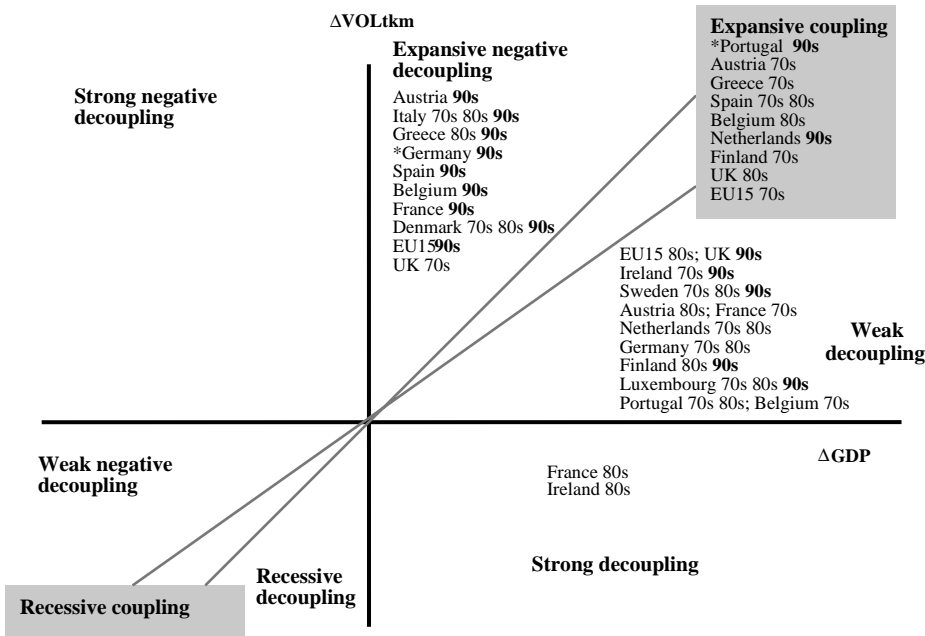 ΔVOLtkm
Strong negative
decoupling
Expansive negative
decoupling
Austria 90s
Italy 70s 80s 90s
Greece 80s 90s
*Germany 90s
Spain 90s
Belgium 90s
France 90s
Denmark 70s 80s 90s
EU1590s
UK 70s
Expansive coupling
*Portugal 90s
Austria 70s
Greece 70s
Spain 70s 80s
Belgium 80s
Netherlands 90s
Finland 70s
UK 80s
EU15 70s
EU15 80s; UK 90s
Ireland 70s 90s
Sweden 70s 80s 90s
Austria 80s; France 70s
Netherlands 70s 80s
Germany 70s 80s
Finland 80s 90s
Luxembourg 70s 80s 90s
Portugal 70s 80s; Belgium 70s
Weak
decoupling
ΔGDP
Weak negative
decoupling
France 80s
Ireland 80s
Strong decoupling
Recessive
decoupling
Recessive coupling